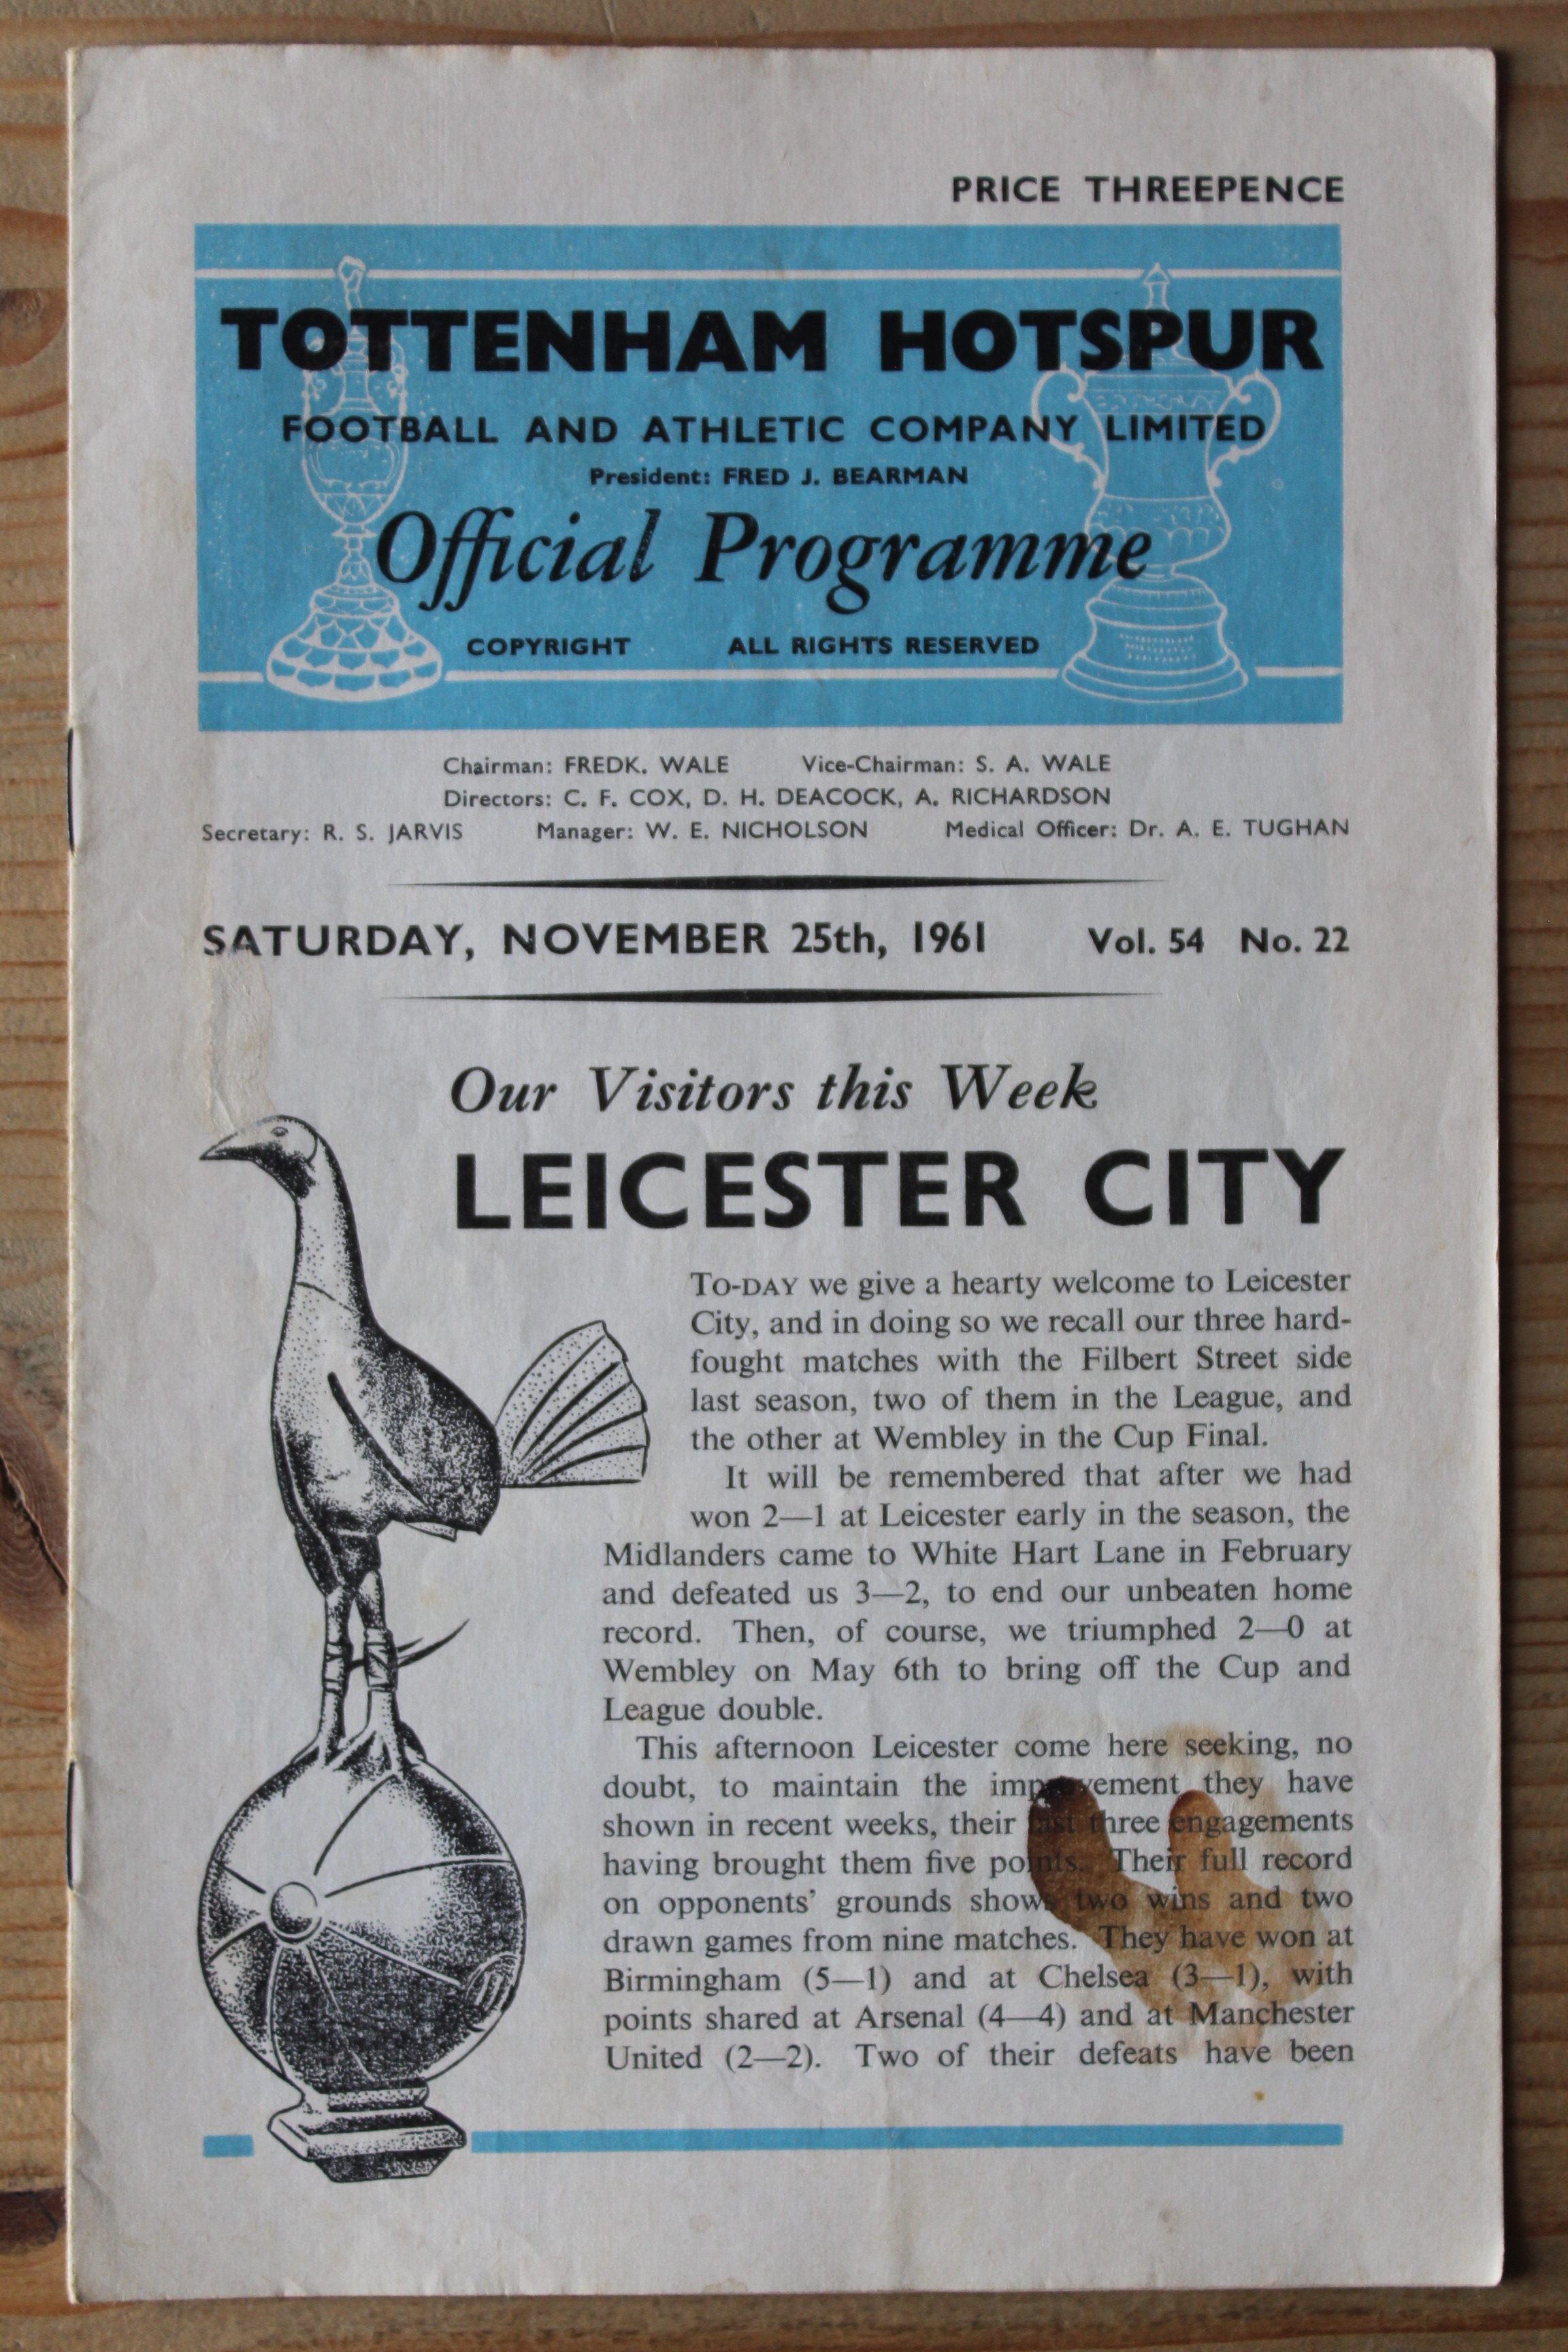 PRICE THREEPENCE
TOTTENHAM HOTSPUR
FOOTBALL AND ATHLETIC COMPANY LIMITED
President: FRED J. BEARMAN
Official Programme
COPYRIGHT ALL RIGHTS RESERVED
Chairman: FREDK. WALE Vice-Chairman: S. A. WALE
Directors: C. F. COX, D. H. DEACOCK, A. RICHARDSON
Secretary: R. S. JARVIS Manager: W. E. NICHOLSON Medical Officer: Dr. A. E. TUGHAN
SATURDAY, NOVEMBER 25th, 1961 Vol. 54 No. 22
Our Visitors this Week
LEICESTER CITY
TO-DAY we give a hearty welcome to Leicester
City, and in doing so we recall our three hard-
fought matches with the Filbert Street side
last season, two of them in the League, and
the other at Wembley in the Cup Final.
It will be remembered that after we had
won 2—1 at Leicester early in the season, the
Midlanders came to White Hart Lane in February
and defeated us 3—2, to end our unbeaten home
record. Then, of course, we triumphed 2—0 at
Wembley on May 6th to bring off the Cup and
League double.
This afternoon Leicester come here seeking, no
doubt, to maintain the improvement they have
shown in recent weeks, their last three engagements
having brought them five points. Their full record
on opponents' grounds shows two wins and two
drawn games from nine matches. They have won at
Birmingham (5—1) and at Chelsea (3—1), with
points shared at Arsenal (4—4) and at Manchester
United (2—2). Two of their defeats have been